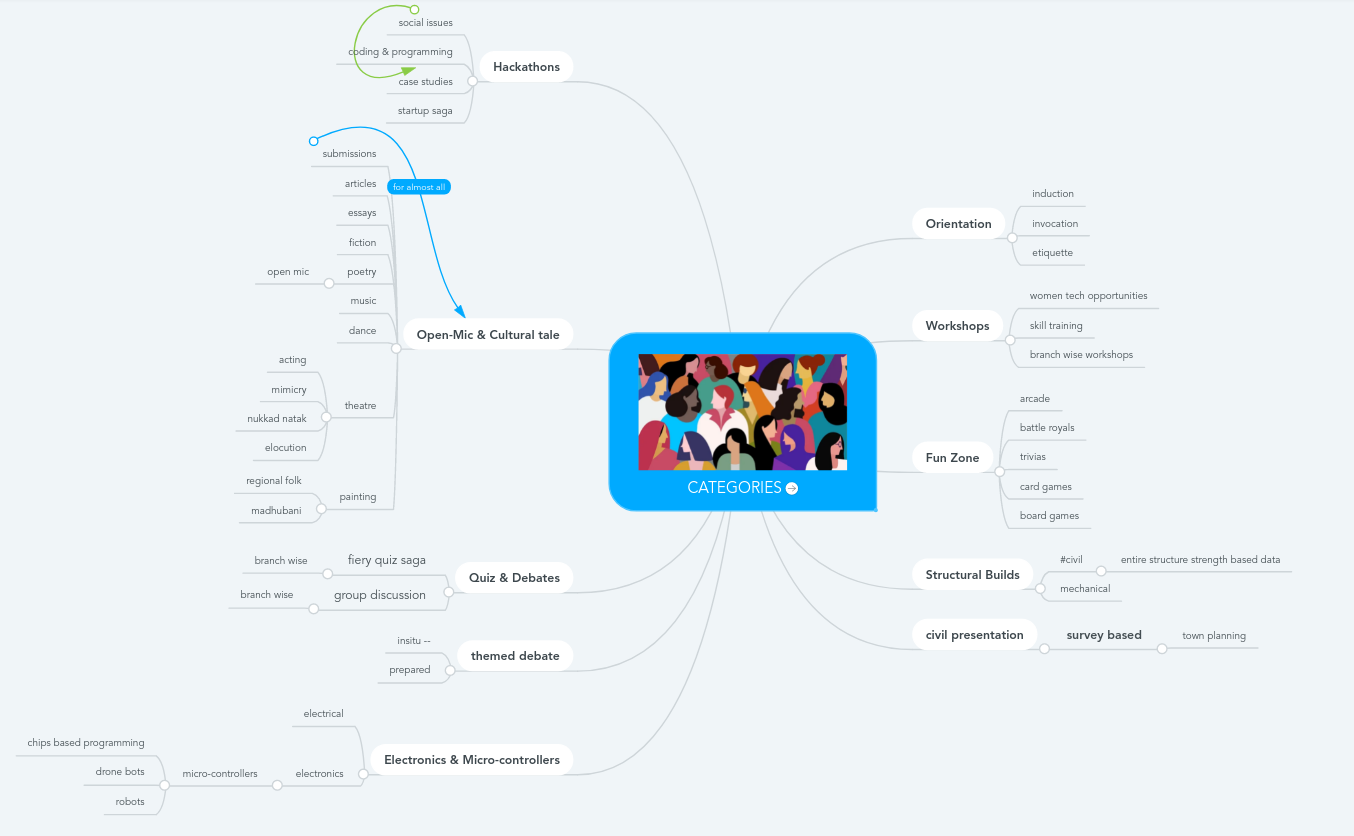 social issues
coding & programming
case studies
startup saga
Hackathons
submissions
articles
for almost all
essays
fiction
poetry
open mic
music
dance
Open-Mic & Cultural tale
acting
mimicry
nukkad natak
elocution
theatre
regional folk
madhubani
painting
branch wise
fiery quiz saga
branch wise
group discussion
Quiz & Debates
insitu --
prepared
themed debate
electrical
chips based programming
drone bots
robots
micro-controllers
electronics
Electronics & Micro-controllers
CATEGORIES
Orientation
induction
invocation
etiquette
Workshops
women tech opportunities
skill training
branch wise workshops
Fun Zone
arcade
battle royals
trivias
card games
board games
Structural Builds
#civil
entire structure strength based data
mechanical
civil presentation
survey based
town planning